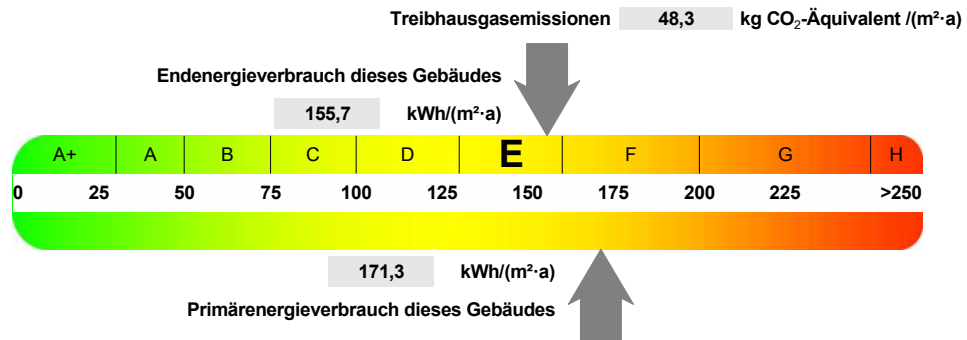 Treibhausgasemissionen 48,3 kg CO₂-Äquivalent /(m²·a)
Endenergieverbrauch dieses Gebäudes
155,7 kWh/(m²·a)
A+ A B C D E F G H
0 25 50 75 100 125 150 175 200 225 >250
171,3 kWh/(m²·a)
Primärenergieverbrauch dieses Gebäudes